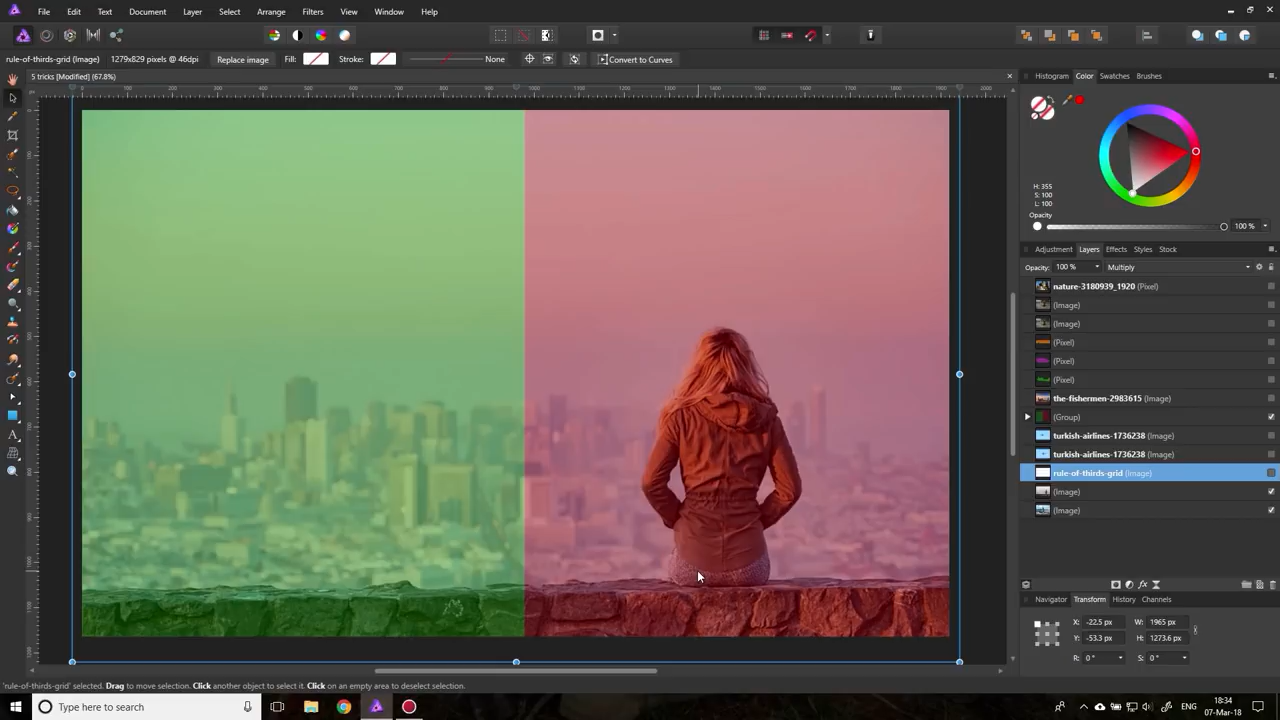 File Edit Text Document Layer Select Arrange Filters View Window Help
rule-of-thirds-grid (Image) 1279x829 pixels @ 46dpi Replace image Fill: Stroke: None Convert to Curves
5 tricks [Modified] (67.8%)
Histogram Color Swatches Brushes
H: 355
S: 100
L: 100
Opacity
100 %
Adjustment Layers Effects Styles Stock
Opacity: 100 % Multiply
nature-3180939_1920 (Pixel)
(Image)
(Image)
(Pixel)
(Pixel)
(Pixel)
the-fishermen-2983615 (Image)
(Group)
turkish-airlines-1736238 (Image)
turkish-airlines-1736238 (Image)
rule-of-thirds-grid (Image)
(Image)
(Image)
Navigator Transform History Channels
X: -22.5 px W: 1965 px
Y: -53.3 px H: 1273.6 px
R: 0 ° S: 0 °
'rule-of-thirds-grid' selected. Drag to move selection. Click another object to select it. Click on an empty area to deselect selection.
Type here to search
ENG
18:34
07-Mar-18